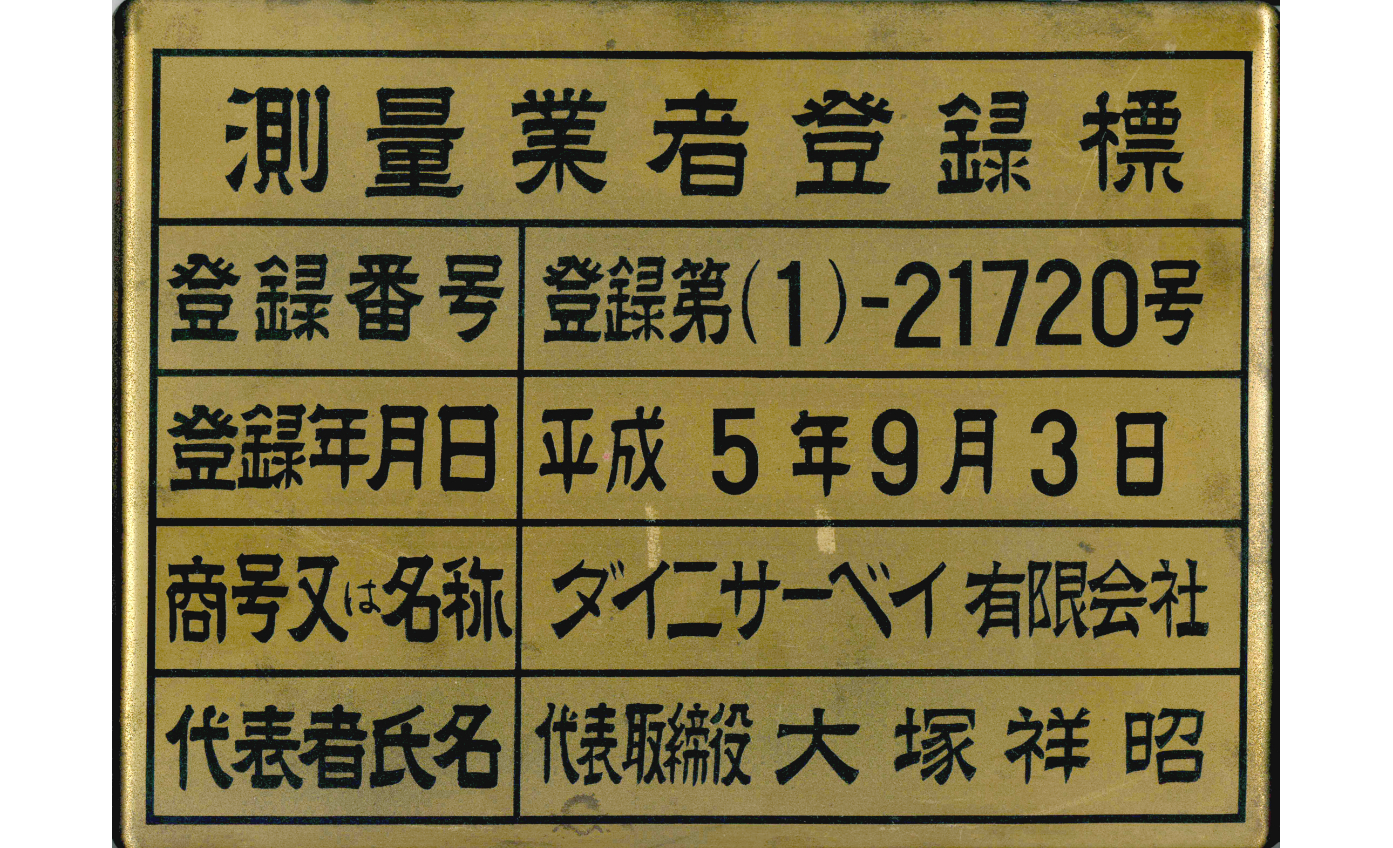 測量業者登録標
登録番号 登録第(1)-21720号
登録年月日 平成5年9月3日
商号又は名称 ダイニサーベイ有限会社
代表者氏名 代表取締役 大塚祥昭